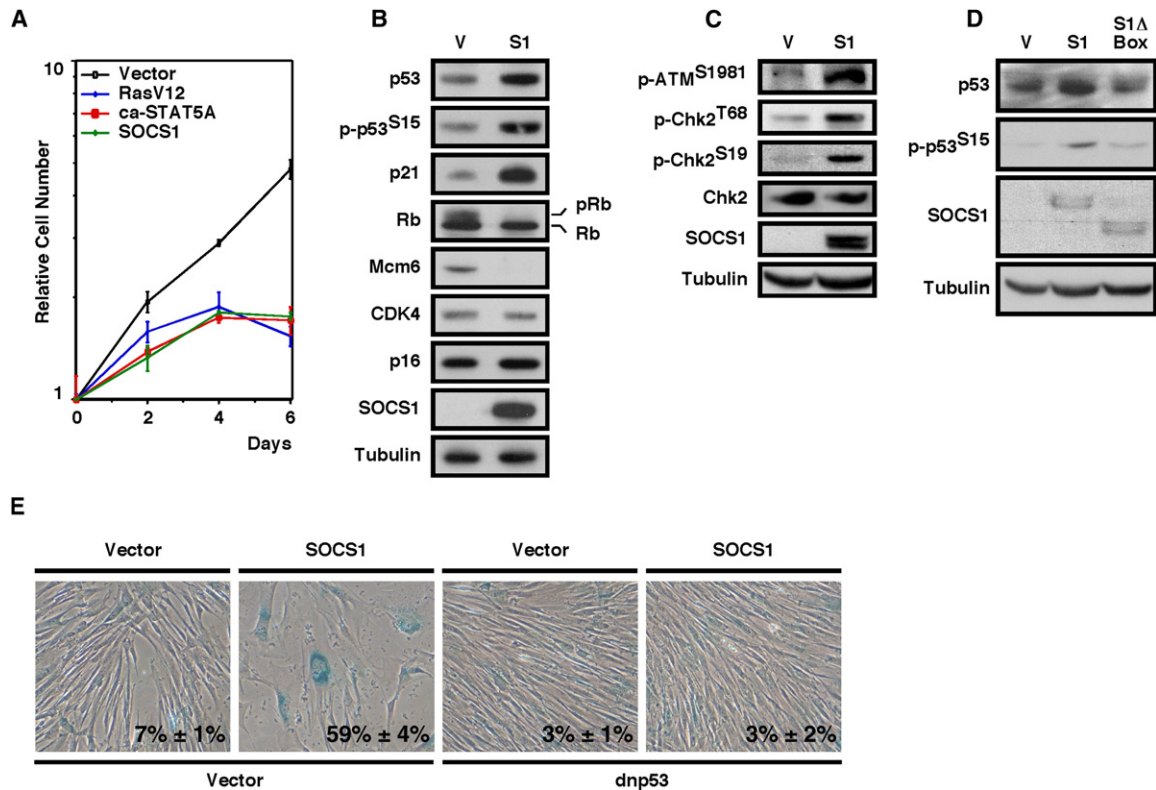 A
10
Vector
RasV12
ca-STAT5A
SOCS1
Relative Cell Number
1
0 2 4 6
Days
B
V S1
p53
p-p53S15
p21
Rb
pRb
Rb
Mcm6
CDK4
p16
SOCS1
Tubulin
C
V S1
p-ATMS1981
p-Chk2T68
p-Chk2S19
Chk2
SOCS1
Tubulin
D
V S1 S1Δ Box
p53
p-p53S15
SOCS1
Tubulin
E
Vector SOCS1 Vector SOCS1
7% ± 1% 59% ± 4% 3% ± 1% 3% ± 2%
Vector dnp53